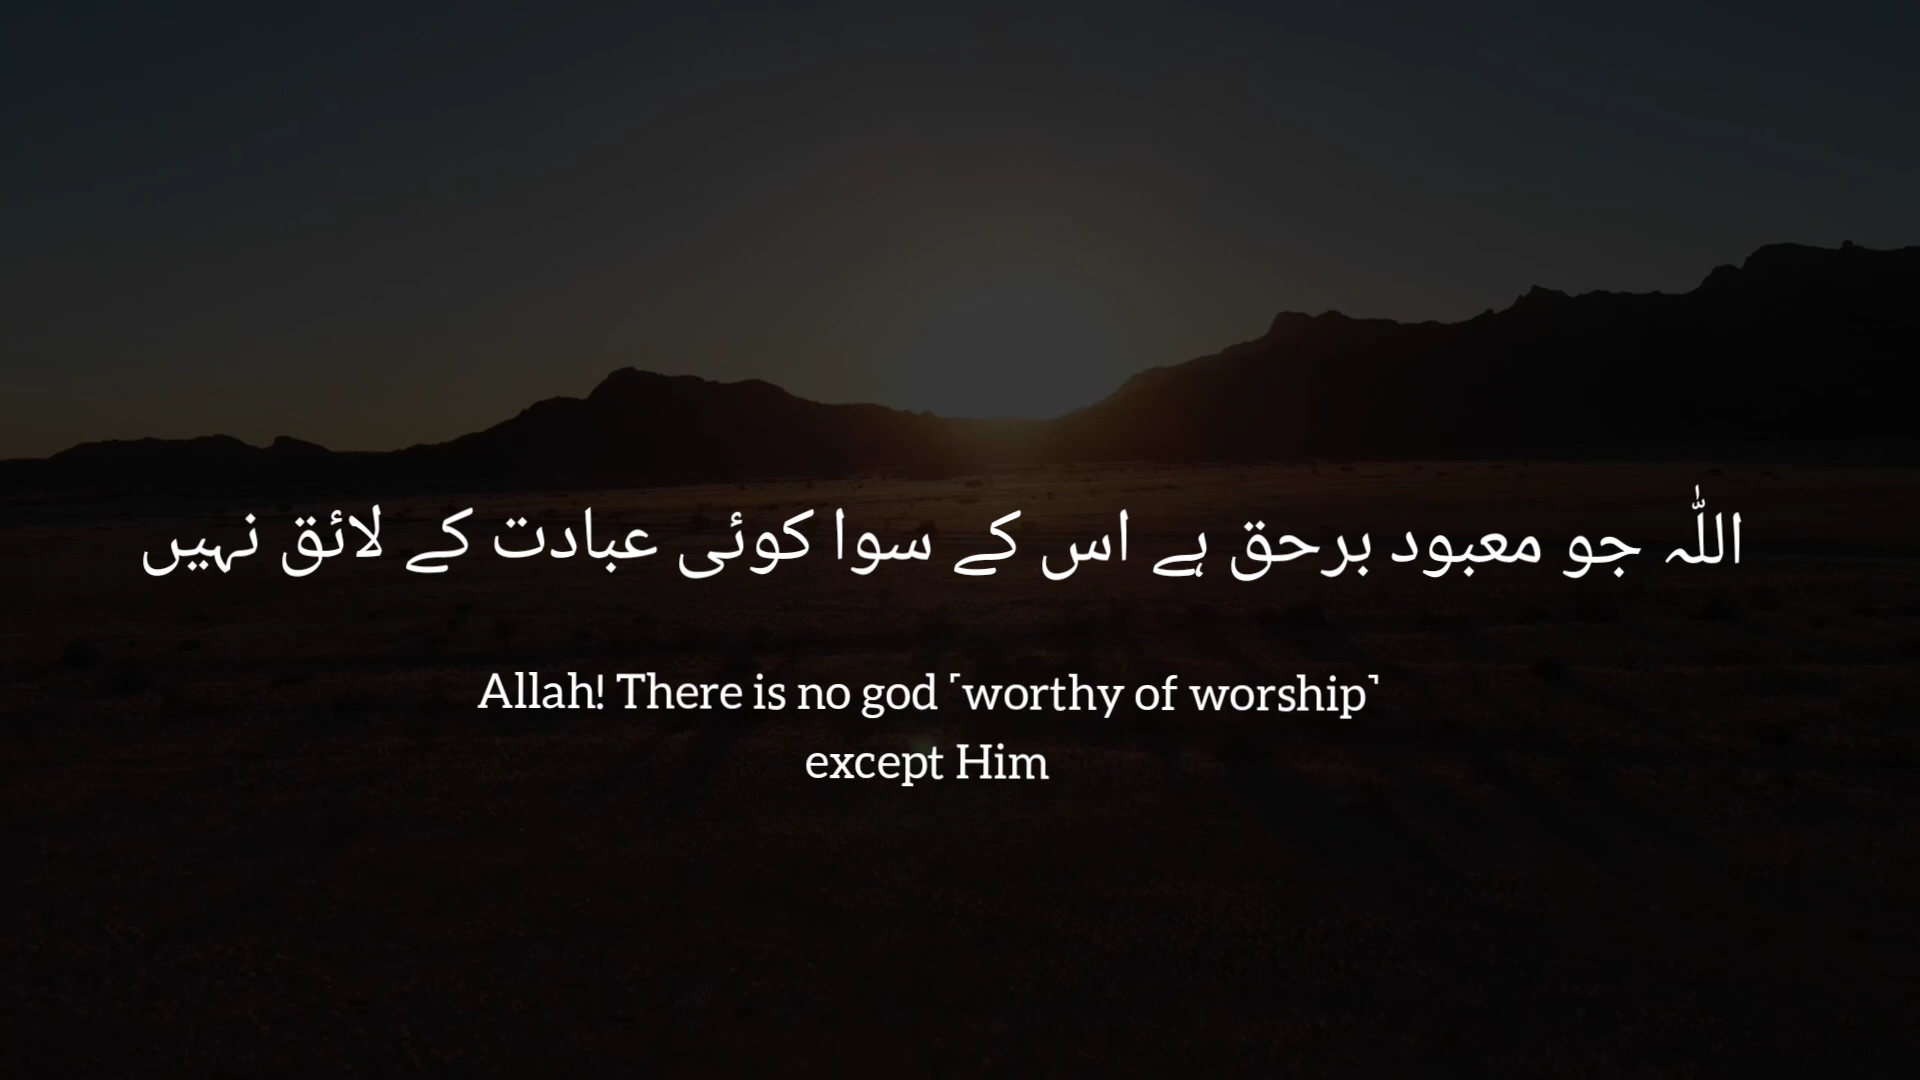 اللّٰہ جو معبود برحق ہے اس کے سوا کوئی عبادت کے لائق نہیں
Allah! There is no god ˹worthy of worship˺
except Him